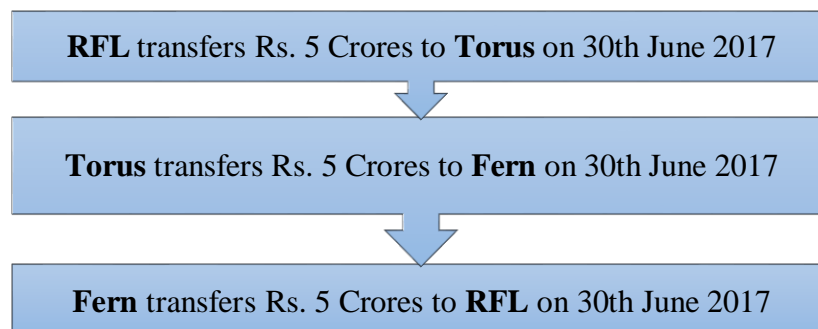 RFL transfers Rs. 5 Crores to Torus on 30th June 2017
Torus transfers Rs. 5 Crores to Fern on 30th June 2017
Fern transfers Rs. 5 Crores to RFL on 30th June 2017